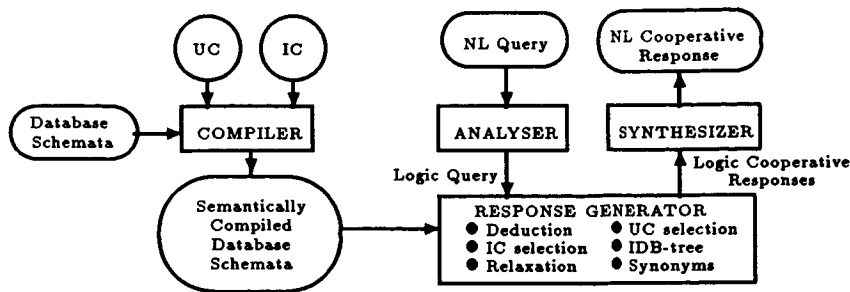 UC
IC
NL Query
NL Cooperative
Response
Database
Schemata
COMPILER
ANALYSER
SYNTHESIZER
Logic Query
Logic Cooperative
Responses
Semantically
Compiled
Database
Schemata
RESPONSE GENERATOR
● Deduction ● UC selection
● IC selection ● IDB-tree
● Relaxation ● Synonyms